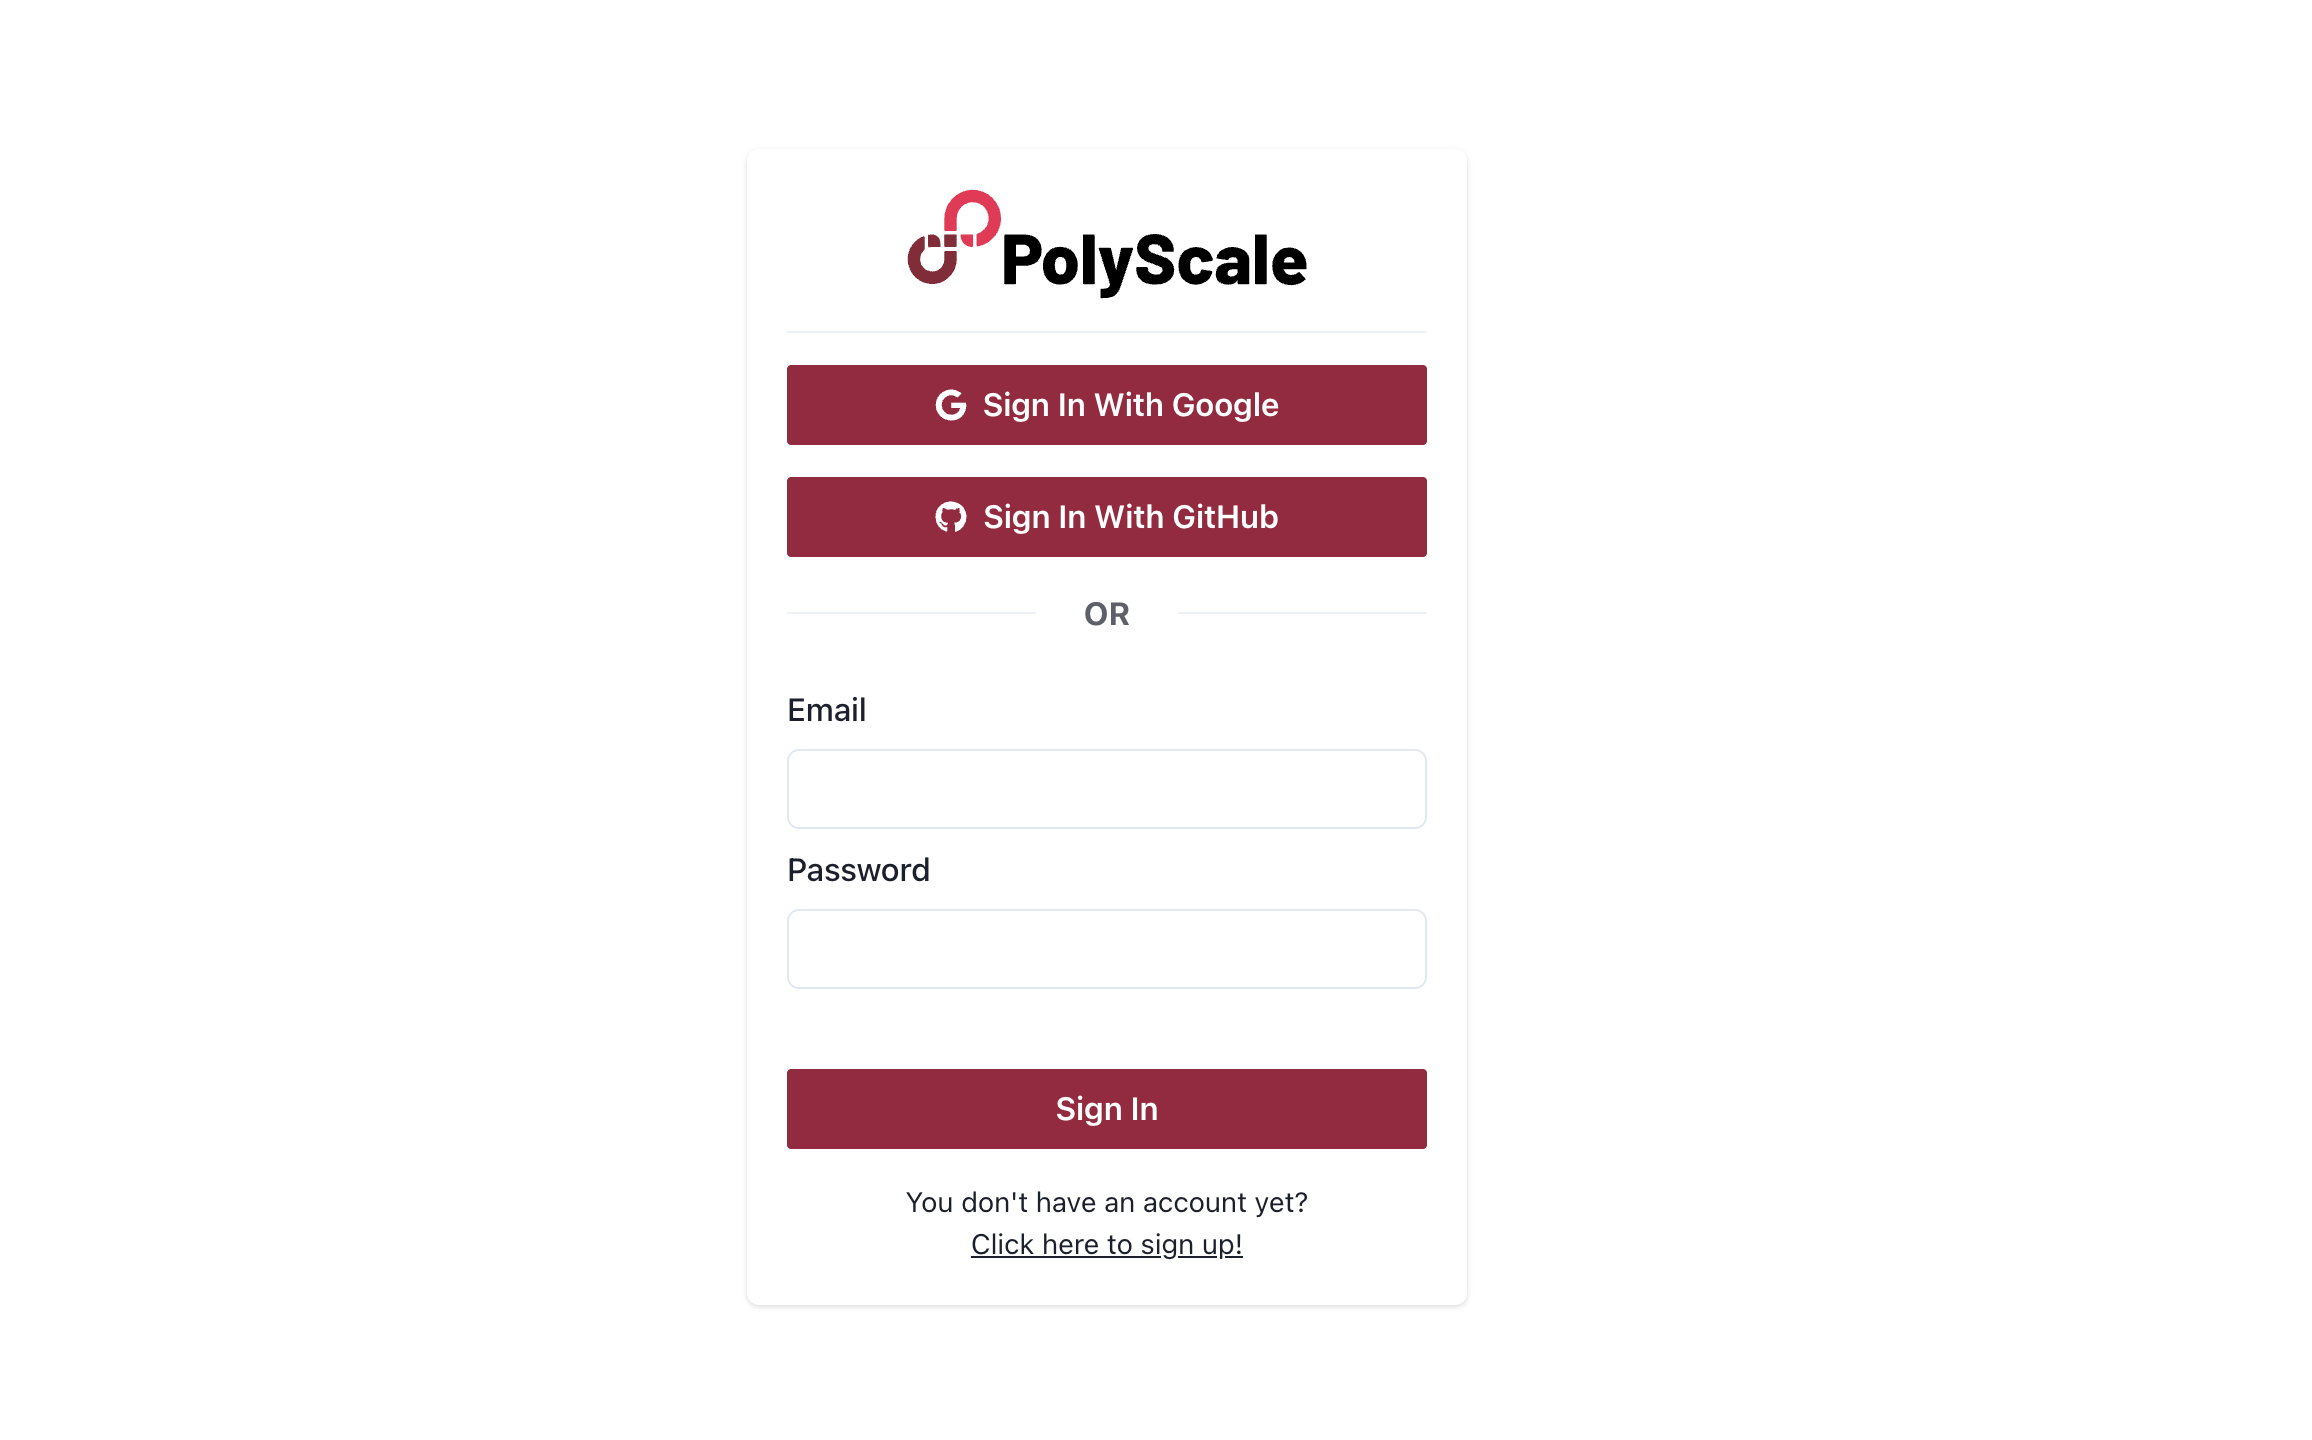 PolyScale
Sign In With Google
Sign In With GitHub
OR
Email
Password
Sign In
You don't have an account yet?
Click here to sign up!